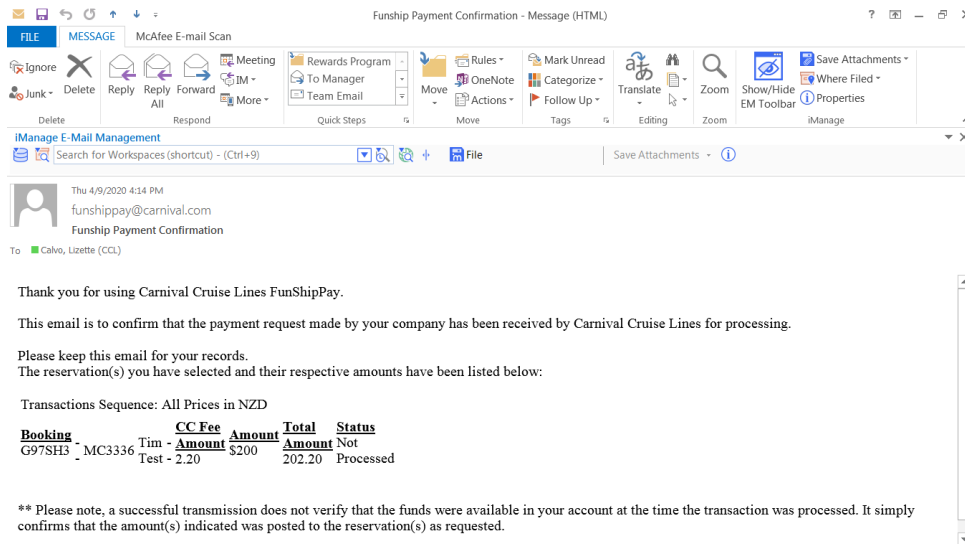 Funship Payment Confirmation - Message (HTML)
FILE MESSAGE McAfee E-mail Scan
Ignore
Junk
Delete
Reply
Reply All
Forward
Meeting
IM
More
Rewards Program
To Manager
Team Email
Move
Rules
OneNote
Actions
Mark Unread
Categorize
Follow Up
Translate
Zoom
Show/Hide EM Toolbar
Save Attachments
Where Filed
Properties
Delete Respond Quick Steps Move Tags Editing Zoom iManage
iManage E-Mail Management
Search for Workspaces (shortcut) - (Ctrl+9) File Save Attachments
Thu 4/9/2020 4:14 PM
funshippay@carnival.com
Funship Payment Confirmation
To Calvo, Lizette (CCL)
Thank you for using Carnival Cruise Lines FunShipPay.
This email is to confirm that the payment request made by your company has been received by Carnival Cruise Lines for processing.
Please keep this email for your records.
The reservation(s) you have selected and their respective amounts have been listed below:
Transactions Sequence: All Prices in NZD
CC Fee Total Status
Booking - Tim - Amount Amount Amount Not
G97SH3 - MC3336 Test - 2.20 $200 202.20 Processed
** Please note, a successful transmission does not verify that the funds were available in your account at the time the transaction was processed. It simply
confirms that the amount(s) indicated was posted to the reservation(s) as requested.